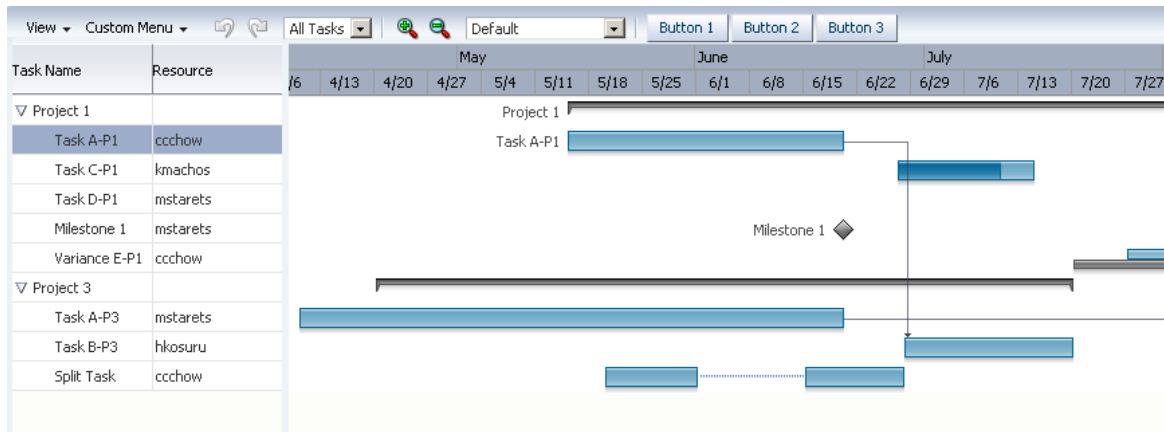 View Custom Menu All Tasks Default Button 1 Button 2 Button 3
Task Name Resource
May June July
/6 4/13 4/20 4/27 5/4 5/11 5/18 5/25 6/1 6/8 6/15 6/22 6/29 7/6 7/13 7/20 7/27
Project 1 Project 1
Task A-P1 ccchow Task A-P1
Task C-P1 kmachos
Task D-P1 mstarets
Milestone 1 mstarets Milestone 1
Variance E-P1 ccchow
Project 3
Task A-P3 mstarets
Task B-P3 hkosuru
Split Task ccchow